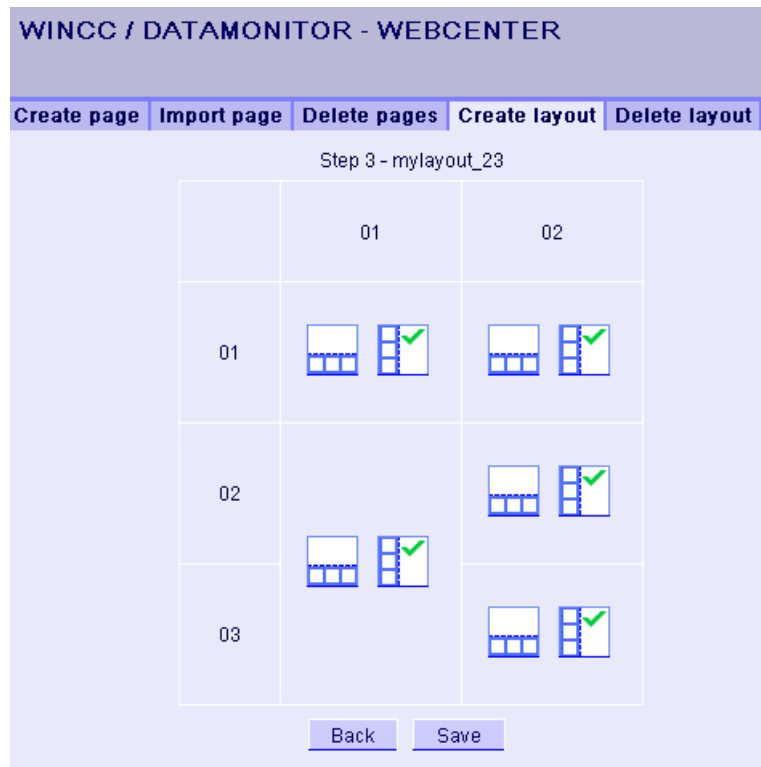 WINCC / DATAMONITOR - WEBCENTER
Create page Import page Delete pages Create layout Delete layout
Step 3 - mylayout_23
01 02
01
02
03
Back Save